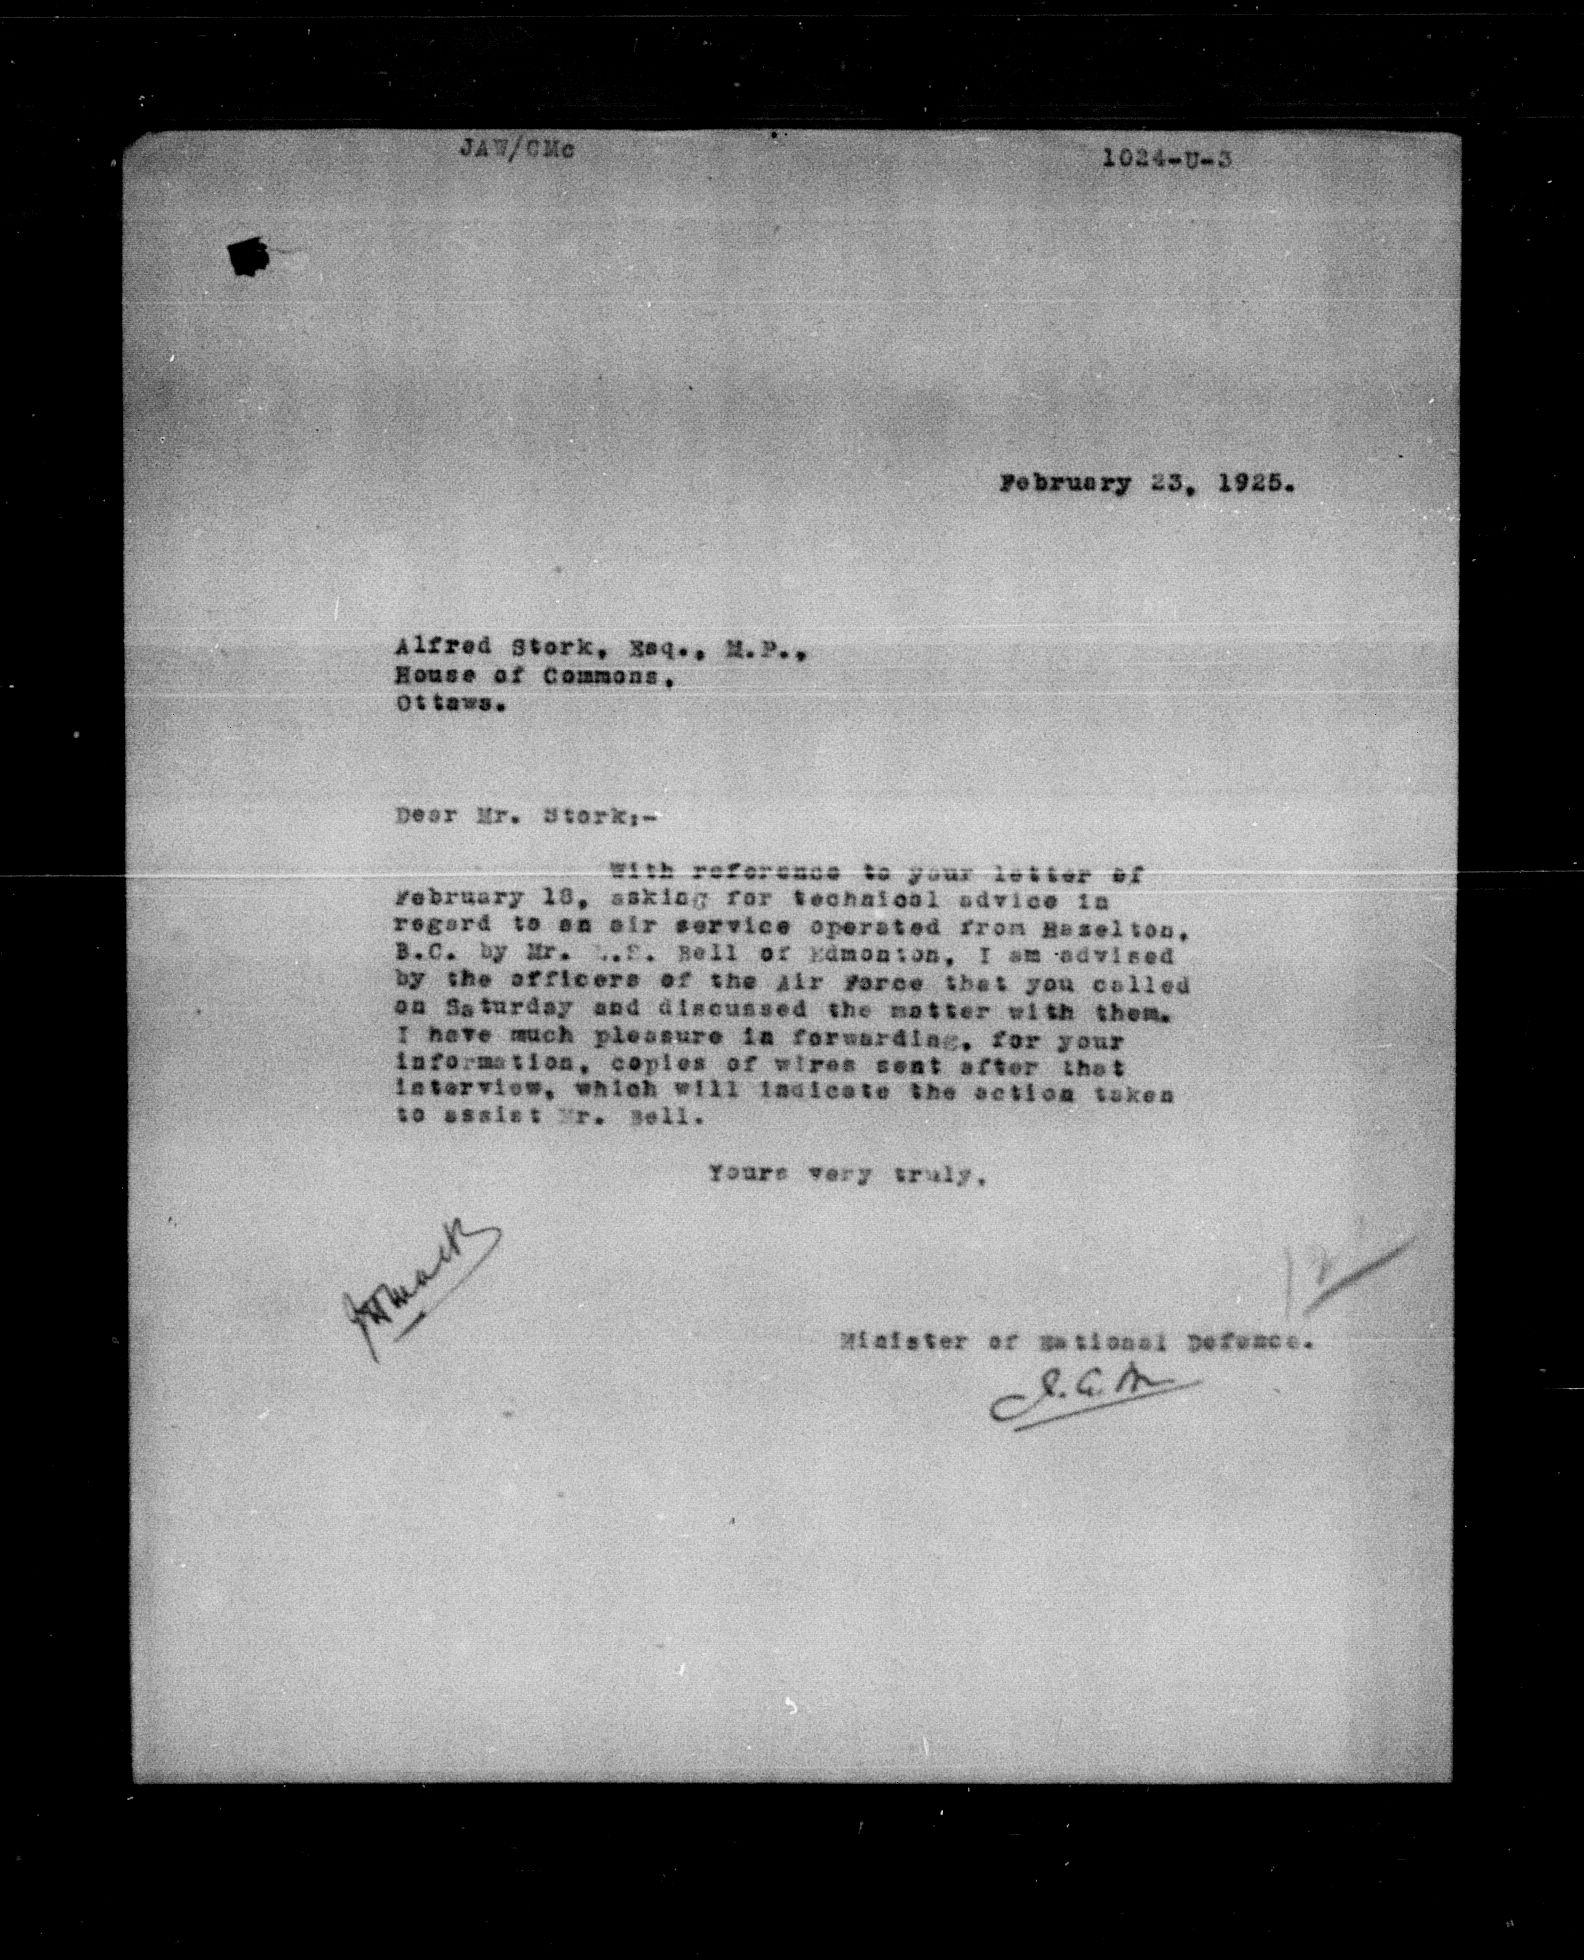 JAW/CMc 1024-U-3
February 23, 1925.
Alfred Stork, Esq., M.P.,
House of Commons,
Ottawa.
Dear Mr. Stork:-
With reference to your letter of
February 18, asking for technical advice in
regard to an air service operated from Hazelton,
B.C. by Mr. Bell of Edmonton, I am advised
by the officers of the Air Force that you called
on Saturday and discussed the matter with them.
I have much pleasure in forwarding, for your
information, copies of wires sent after that
interview, which will indicate the action taken
to assist Mr. Bell.
Yours very truly,
Minister of National Defence.